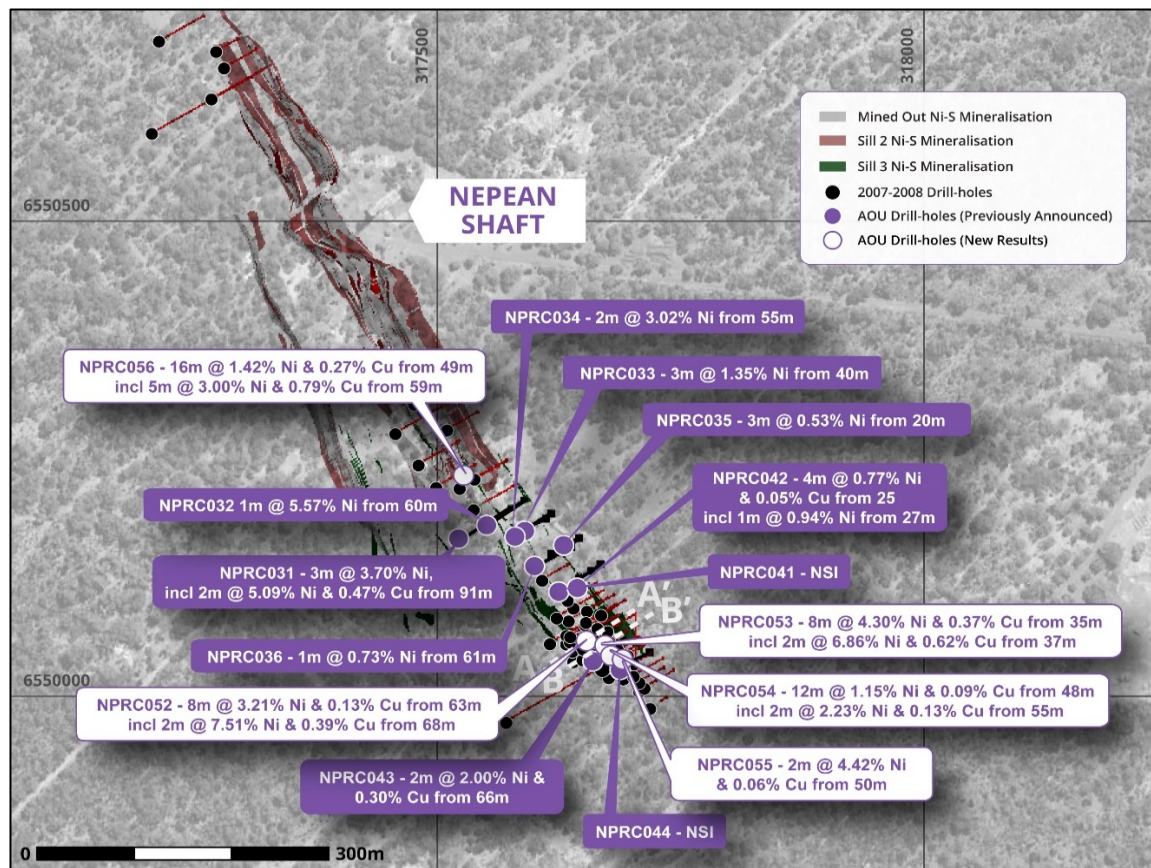 317500
318000
Mined Out Ni-S Mineralisation
Sill 2 Ni-S Mineralisation
Sill 3 Ni-S Mineralisation
2007-2008 Drill-holes
AOU Drill-holes (Previously Announced)
AOU Drill-holes (New Results)
6550500
NEPEAN
SHAFT
NPRC034 - 2m @ 3.02% Ni from 55m
NPRC056 - 16m @ 1.42% Ni & 0.27% Cu from 49m
incl 5m @ 3.00% Ni & 0.79% Cu from 59m
NPRC033 - 3m @ 1.35% Ni from 40m
NPRC035 - 3m @ 0.53% Ni from 20m
NPRC042 - 4m @ 0.77% Ni
& 0.05% Cu from 25
incl 1m @ 0.94% Ni from 27m
NPRC032 1m @ 5.57% Ni from 60m
NPRC031 - 3m @ 3.70% Ni,
incl 2m @ 5.09% Ni & 0.47% Cu from 91m
NPRC041 - NSI
A'
B'
NPRC053 - 8m @ 4.30% Ni & 0.37% Cu from 35m
incl 2m @ 6.86% Ni & 0.62% Cu from 37m
NPRC036 - 1m @ 0.73% Ni from 61m
A
B
6550000
NPRC052 - 8m @ 3.21% Ni & 0.13% Cu from 63m
incl 2m @ 7.51% Ni & 0.39% Cu from 68m
NPRC054 - 12m @ 1.15% Ni & 0.09% Cu from 48m
incl 2m @ 2.23% Ni & 0.13% Cu from 55m
NPRC055 - 2m @ 4.42% Ni
& 0.06% Cu from 50m
NPRC043 - 2m @ 2.00% Ni &
0.30% Cu from 66m
NPRC044 - NSI
0
300m